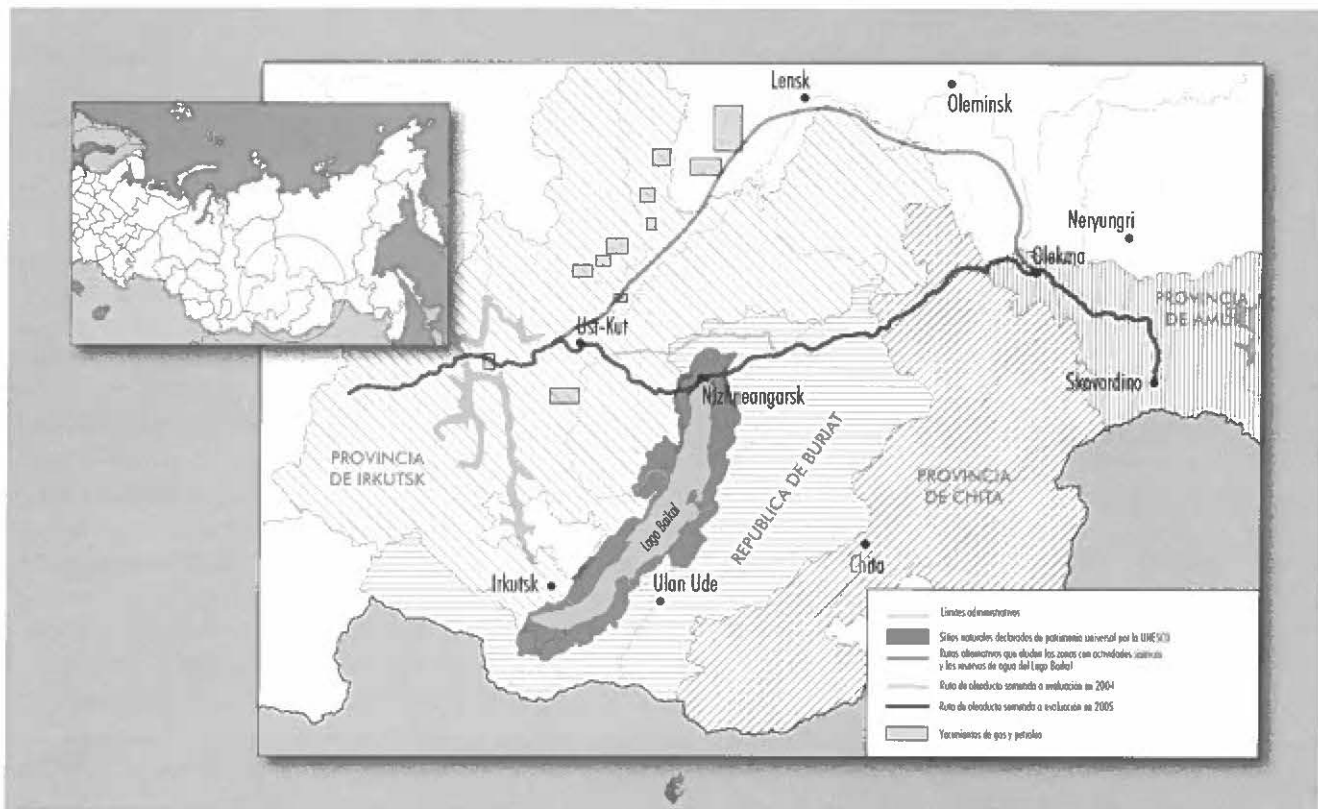 Lensk
Oleminsk
Neryungri
Olekma
PROVINCIA
DE AMUR
Ust-Kut
Skovordino
Nizhneangarsk
PROVINCIA
DE IRKUTSK
REPUBLICA DE BURIAT
PROVINCIA
DE CHITA
Lago Baikal
Chita
Irkutsk
Ulan Ude
Límites administrativos
Sitios naturales declarados de patrimonio universal por la UNESCO
Rutas alternativas que eluden las zonas con actividades sísmicas
y las reservas de agua del Lago Baikal
Ruta de oleoducto sometida a evaluación en 2004
Ruta de oleoducto sometida a evaluación en 2005
Yacimientos de gas y petróleo